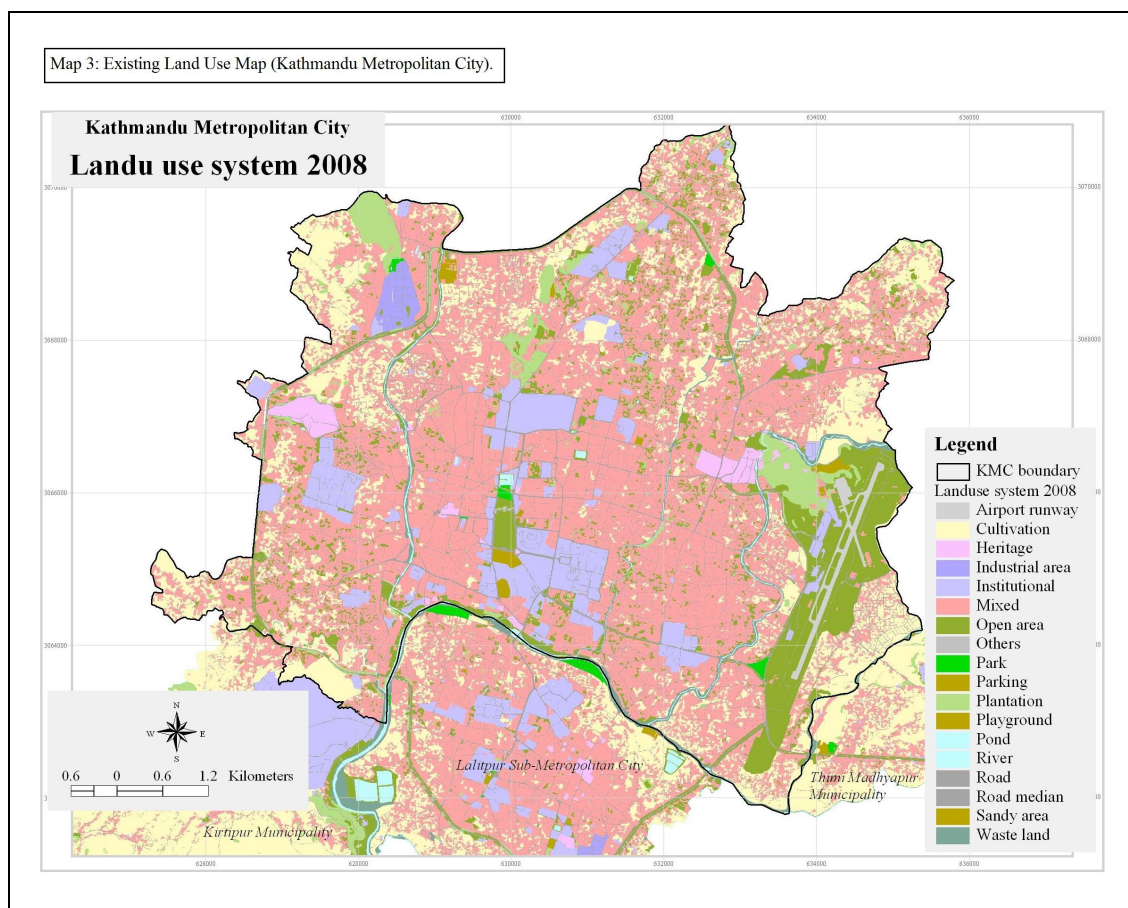 Map 3: Existing Land Use Map (Kathmandu Metropolitan City).
Kathmandu Metropolitan City
Landu use system 2008
630000
632000
634000
636000
3070000
3070000
3068000
3068000
3066000
3064000
Legend
KMC boundary
Landuse system 2008
Airport runway
Cultivation
Heritage
Industrial area
Institutional
Mixed
Open area
Others
Park
Parking
Plantation
Playground
Pond
River
Road
Road median
Sandy area
Waste land
N
W E
S
0.6 0 0.6 1.2 Kilometers
Lalitpur Sub-Metropolitan City
Thimi Madhyapur
Municipality
Kirtipur Municipality
626000
628000
630000
632000
634000
636000